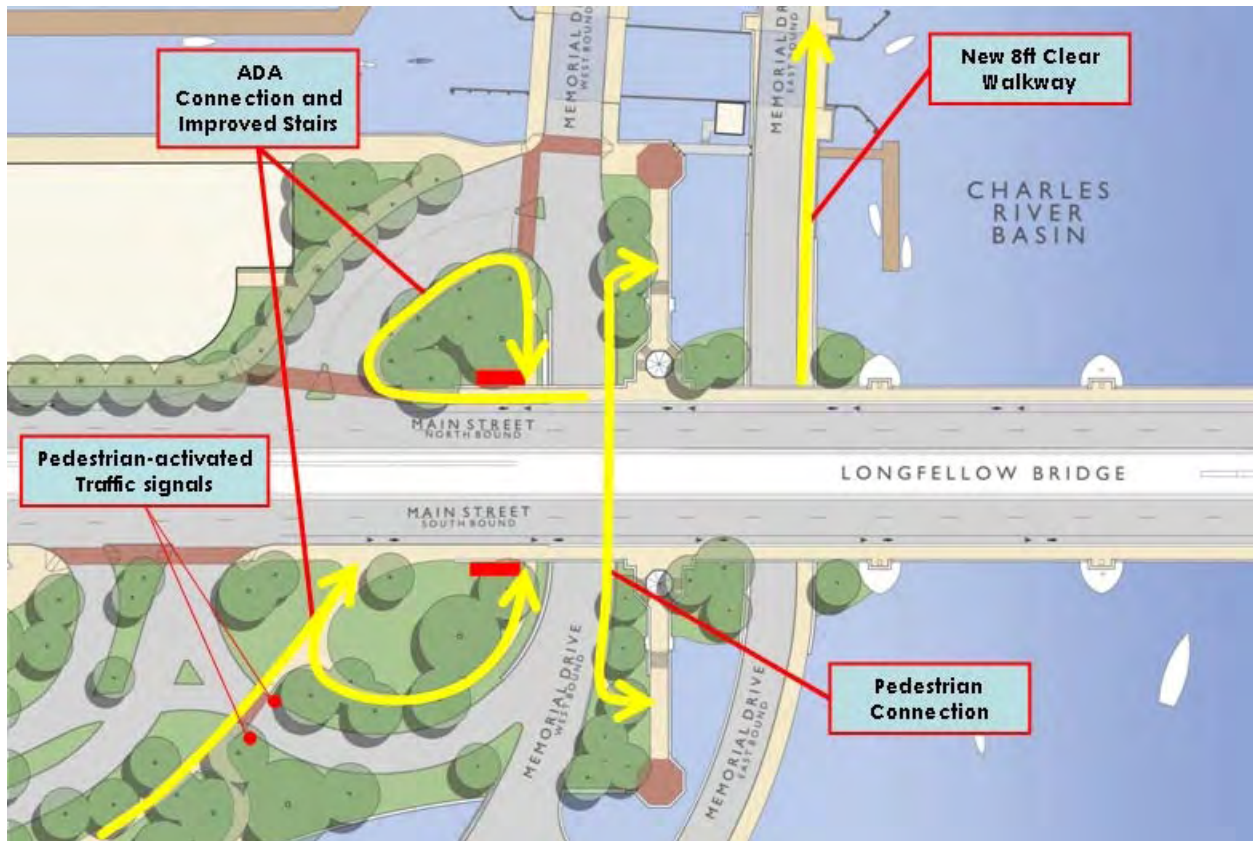 ADA
Connection and
Improved Stairs
MEMORIAL D
WEST BOUND
MEMORIAL D
EAST BOUND
New 8ft Clear
Walkway
CHARLES
RIVER
BASIN
MAIN STREET
NORTH BOUND
Pedestrian-activated
Traffic signals
LONGFELLOW BRIDGE
MAIN STREET
SOUTH BOUND
MEMORIAL DRIVE
WEST BOUND
MEMORIAL DRIVE
EAST BOUND
Pedestrian
Connection